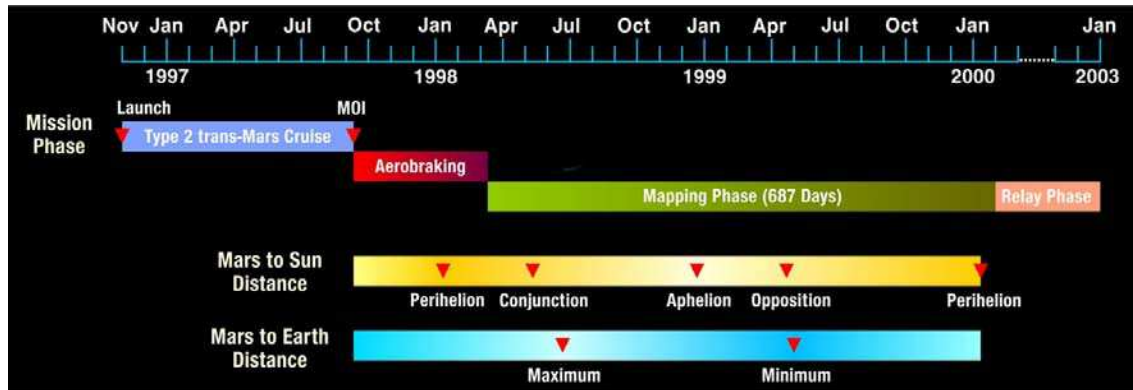 Nov Jan Apr Jul Oct Jan Apr Jul Oct Jan Apr Jul Oct Jan Jan
1997 1998 1999 2000 2003
Launch MOI
Mission
Phase
Type 2 trans-Mars Cruise
Aerobraking
Mapping Phase (687 Days) Relay Phase
Mars to Sun
Distance
Perihelion Conjunction Aphelion Opposition Perihelion
Mars to Earth
Distance
Maximum Minimum